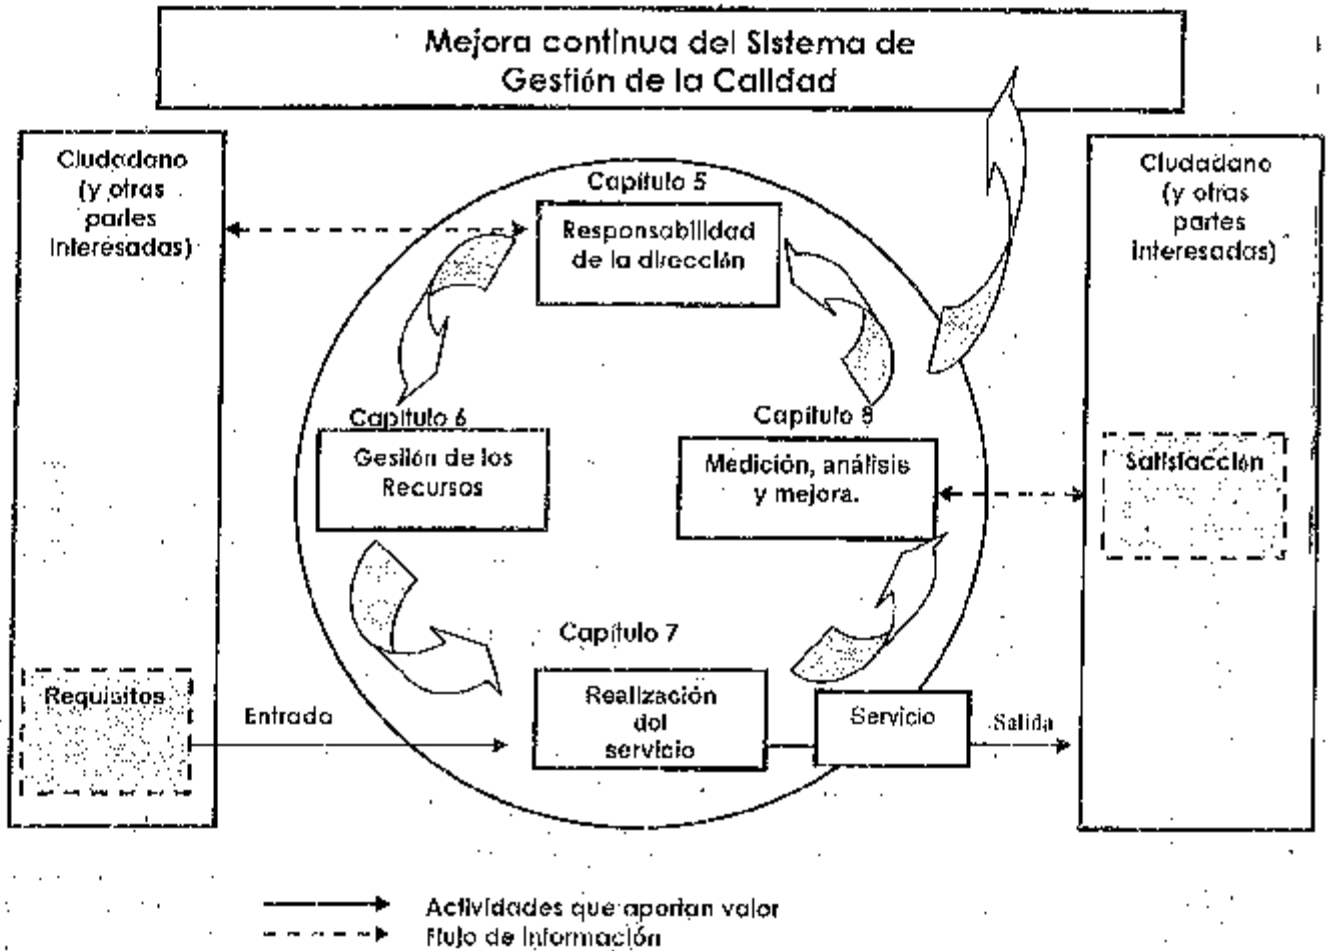 Mejora continua del Sistema de
Gestión de la Calidad
Ciudadano
(y otras
partes
interesadas)
Capítulo 5
Responsabilidad
de la dirección
Ciudadano
(y otras
partes
interesadas)
Capítulo 6
Gestión de los
Recursos
Capítulo 8
Medición, análisis
y mejora.
Satisfacción
Capítulo 7
Requisitos
Entrada
Realización
del
servicio
Servicio
Salida
Actividades que aportan valor
Flujo de información